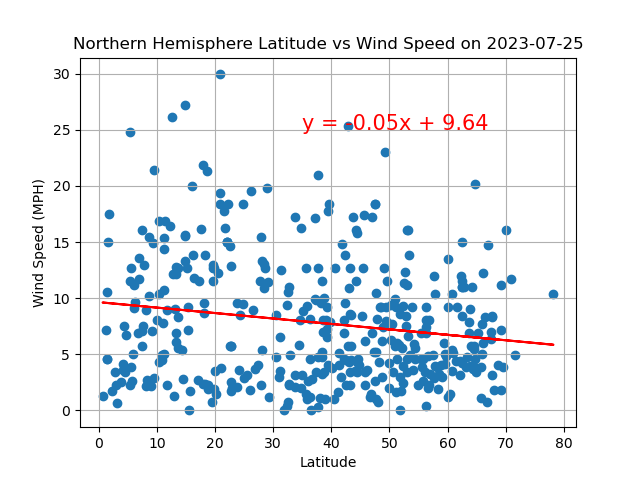 Northern Hemisphere Latitude vs Wind Speed on 2023-07-25
30
25
20
15
10
5
0
Wind Speed (MPH)
y = -0.05x + 9.64
0 10 20 30 40 50 60 70 80
Latitude